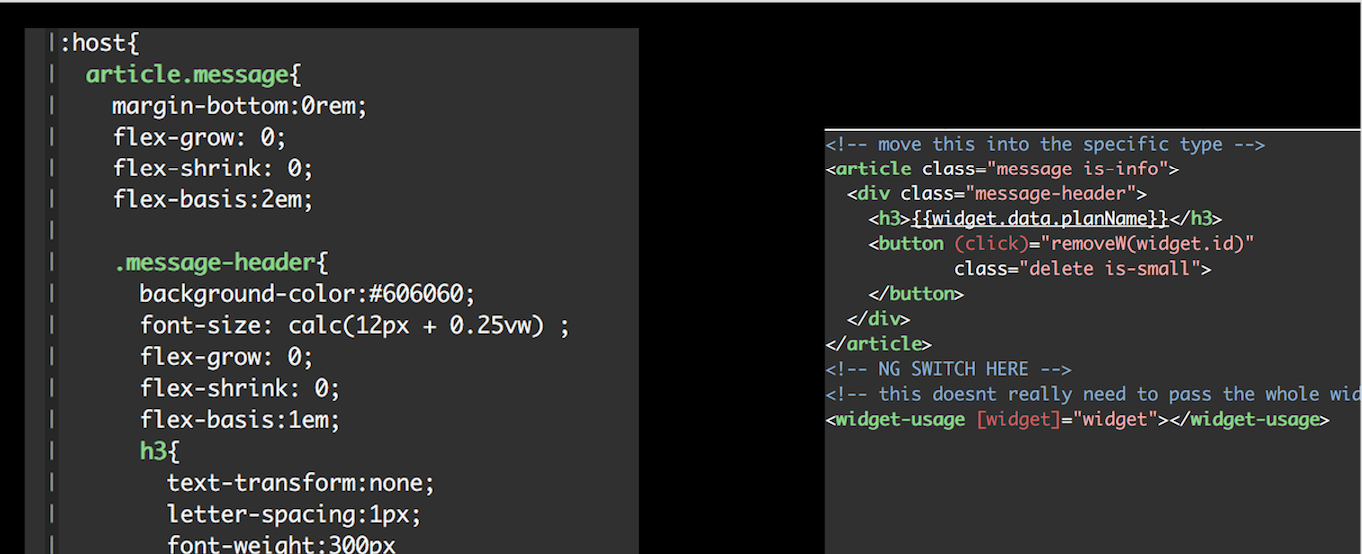 :host{
article.message{
margin-bottom:0rem;
flex-grow: 0;
flex-shrink: 0;
flex-basis:2em;
.message-header{
background-color:#606060;
font-size: calc(12px + 0.25vw) ;
flex-grow: 0;
flex-shrink: 0;
flex-basis:1em;
h3{
text-transform:none;
letter-spacing:1px;
font-weight:300px
<!-- move this into the specific type -->
<article class="message is-info">
<div class="message-header">
<h3>{{widget.data.planName}}</h3>
<button (click)="removeW(widget.id)"
class="delete is-small">
</button>
</div>
</article>
<!-- NG SWITCH HERE -->
<!-- this doesnt really need to pass the whole wid
<widget-usage [widget]="widget"></widget-usage>